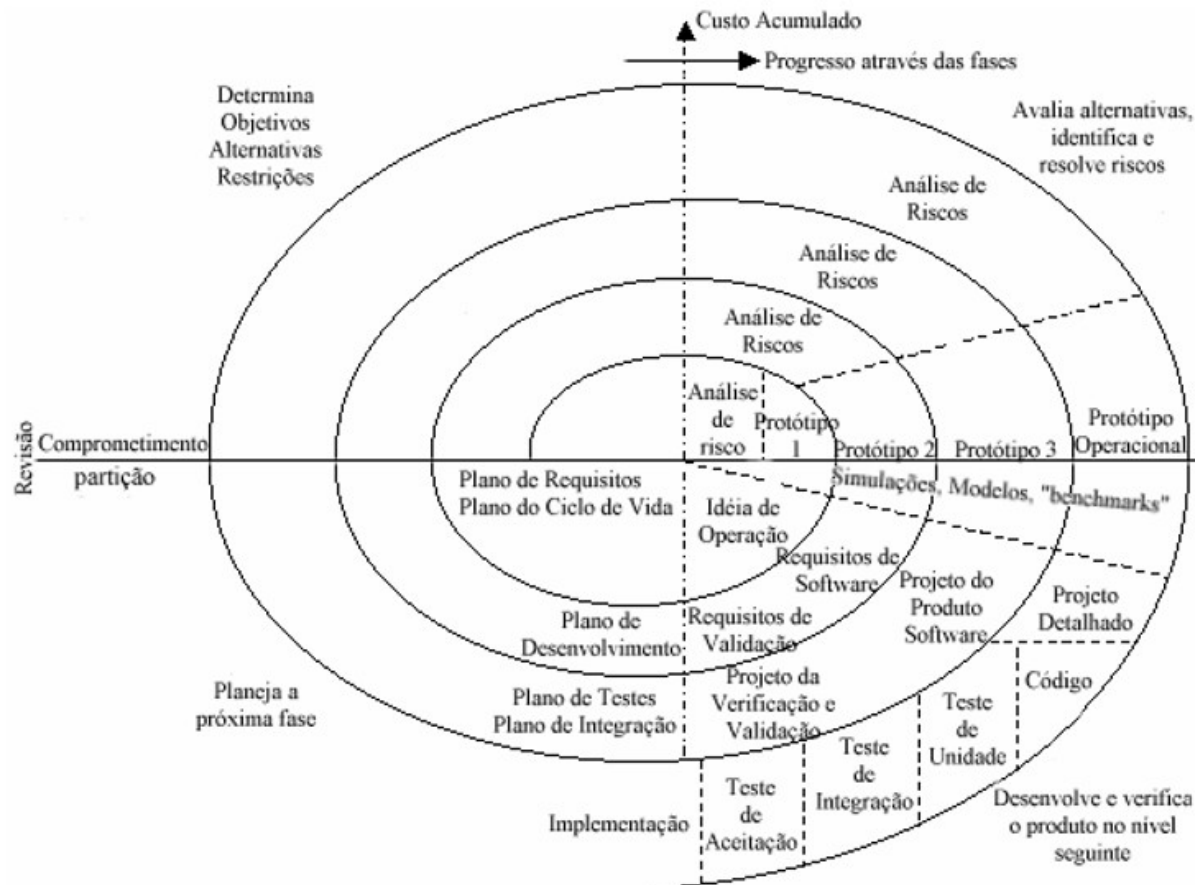 Custo Acumulado
Progresso através das fases
Determina
Objetivos
Alternativas
Restrições
Avalia alternativas,
identifica e
resolve riscos
Análise de
Riscos
Análise de
Riscos
Análise de
Riscos
Análise
de
risco
Protótipo
1
Protótipo 2
Protótipo 3
Protótipo
Operacional
Revisão
Comprometimento
partição
Plano de Requisitos
Plano do Ciclo de Vida
Simulações, Modelos, "benchmarks"
Idéia de
Operação
Requisitos de
Software
Projeto do
Produto
Software
Projeto
Detalhado
Plano de
Desenvolvimento
Requisitos de
Validação
Planeja a
próxima fase
Plano de Testes
Plano de Integração
Projeto da
Verificação e
Validação
Código
Teste
de
Unidade
Teste
de
Integração
Teste
de
Aceitação
Implementação
Desenvolve e verifica
o produto no nível
seguinte